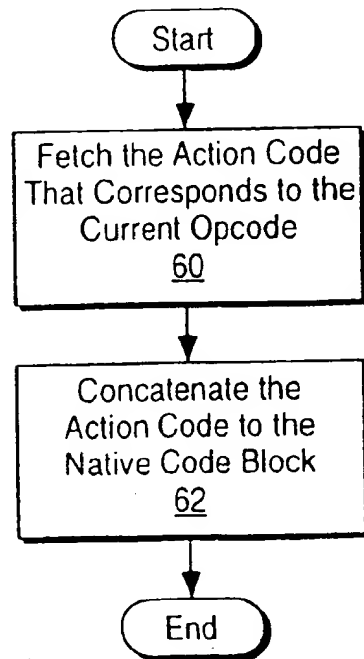 Start
Fetch the Action Code
That Corresponds to the
Current Opcode
60
Concatenate the
Action Code to the
Native Code Block
62
End